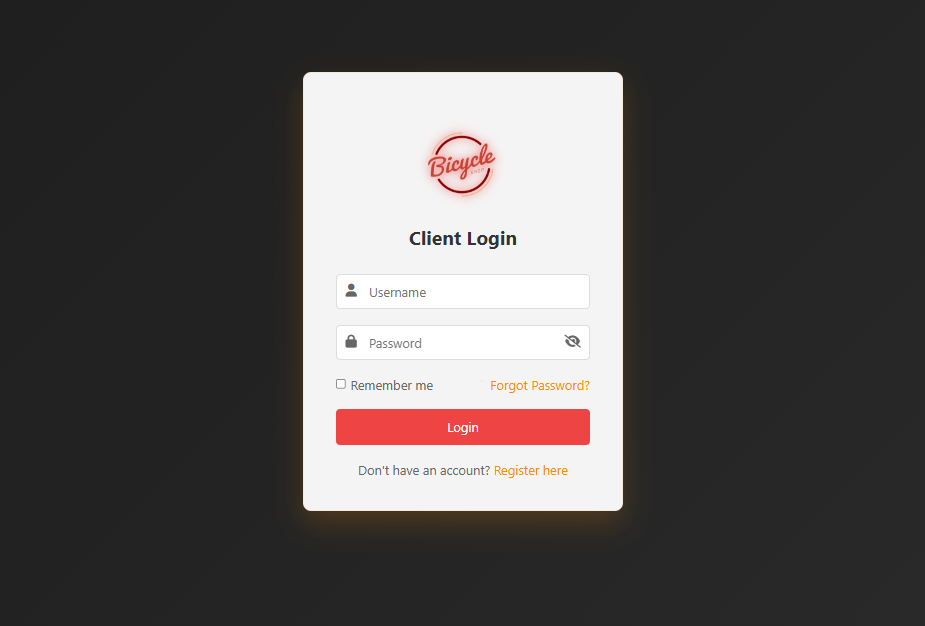 Bicycle
Client Login
Username
Password
Remember me
Forgot Password?
Login
Don't have an account? Register here